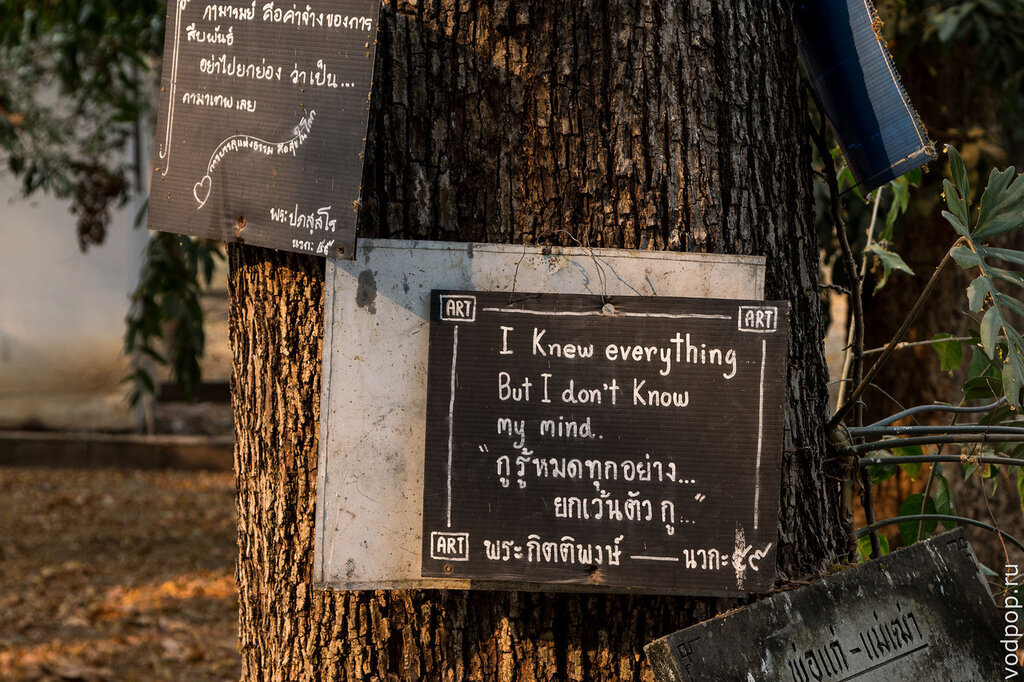 กามารมย์ คือค่าจ้างของการ
สืบพันธุ์
อย่าไปยกย่อง ว่าเป็น...
กามาเทพ เลย
พระปภสฺสโร
นวกะ ๕๙
ART
ART
I Knew everything
But I don't Know
my mind..
"กูรู้หมดทุกอย่าง...
ยกเว้นตัวกู..."
ART พระกิตติพงษ์ — นวกะ ๕๙
พ่อแก่-แม่เฒ่า
vodpop.ru